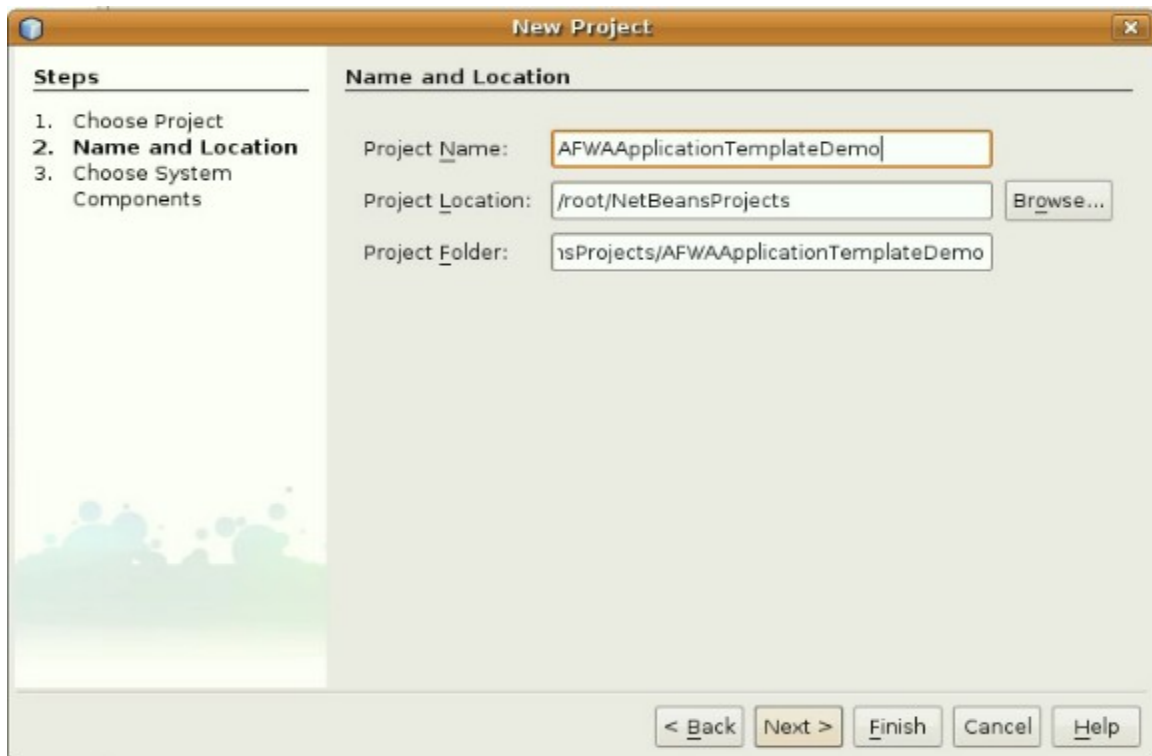 New Project
Steps
1. Choose Project
2. Name and Location
3. Choose System
Components
Name and Location
Project Name: AFWAApplicationTemplateDemo
Project Location: /root/NetBeansProjects Browse...
Project Folder: nsProjects/AFWAApplicationTemplateDemo
< Back Next > Finish Cancel Help